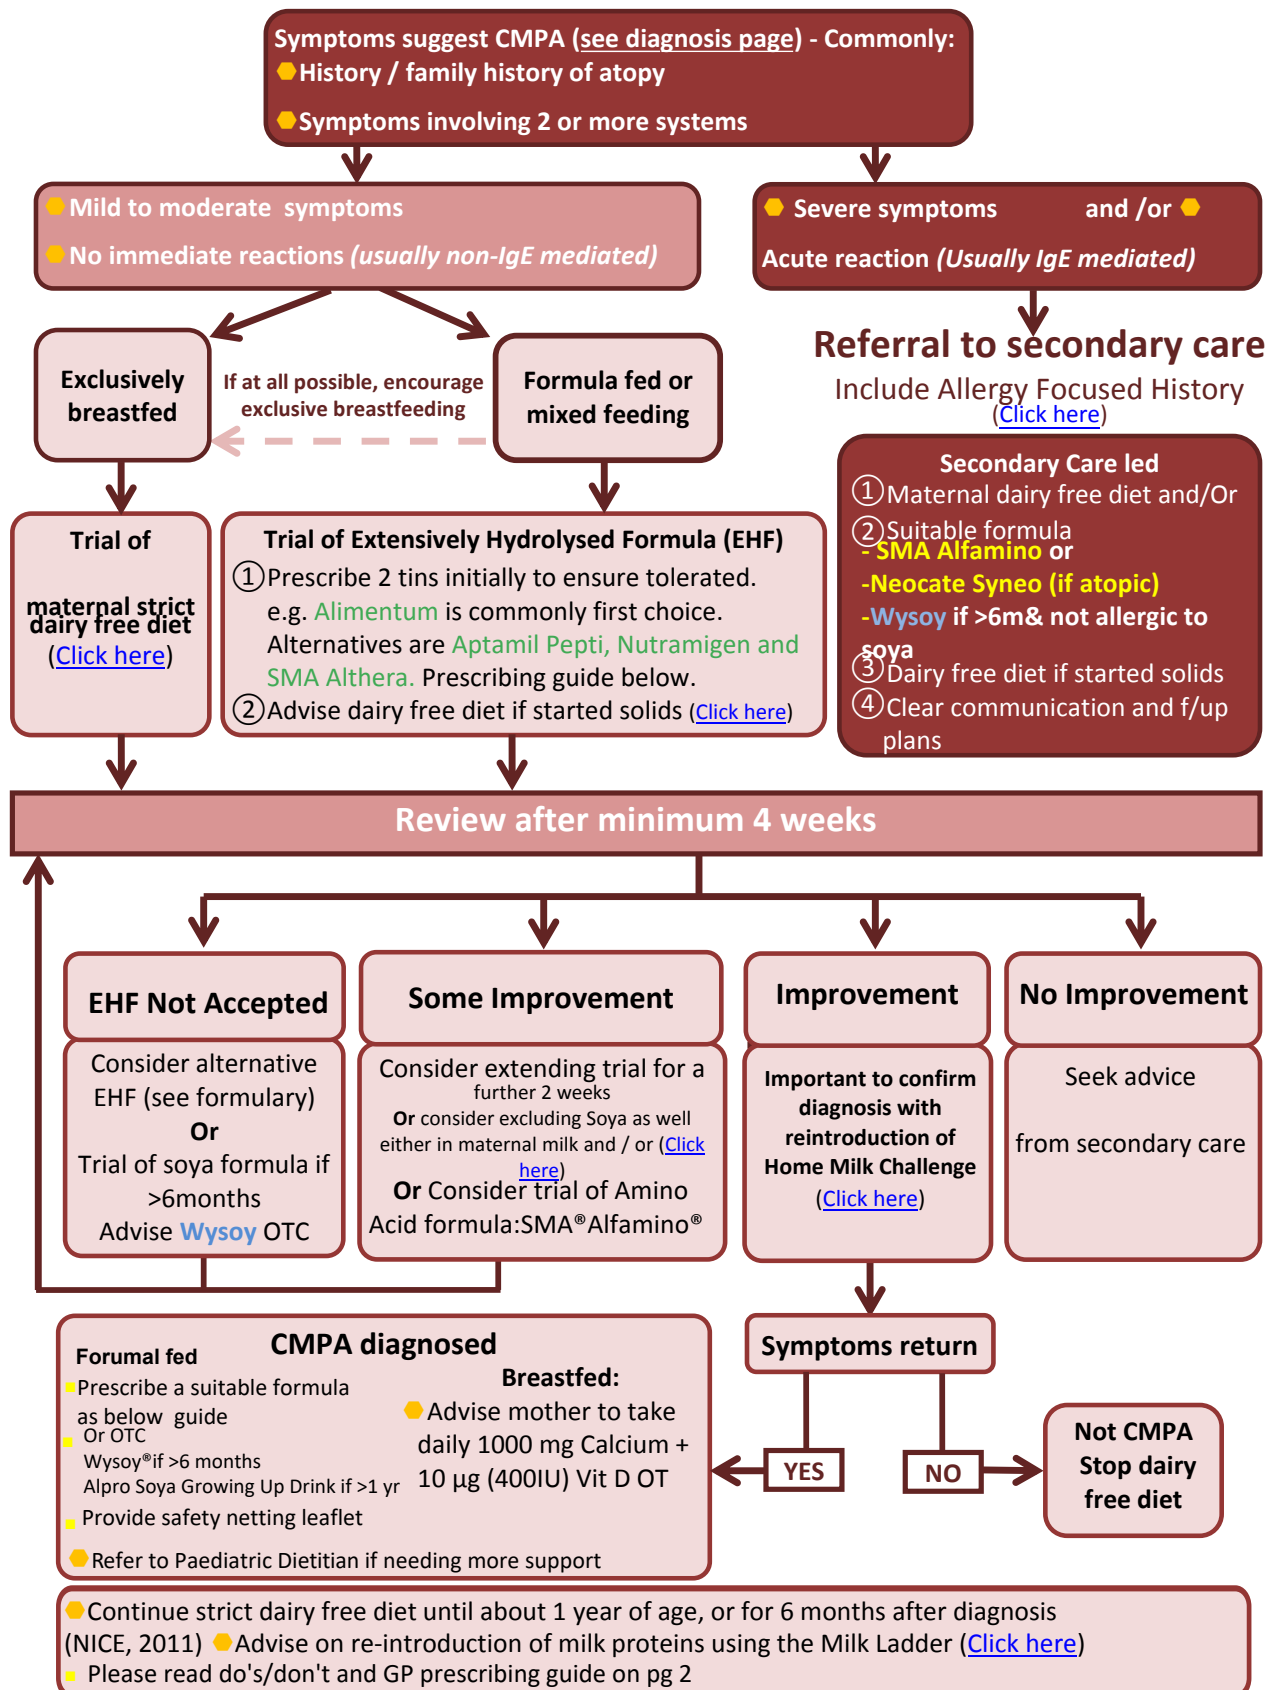 Symptoms suggest CMPA (see diagnosis page) - Commonly:
History / family history of atopy
Symptoms involving 2 or more systems
Mild to moderate symptoms
No immediate reactions (usually non-IgE mediated)
Severe symptoms and /or
Acute reaction (Usually IgE mediated)
Exclusively
breastfed
If at all possible, encourage
exclusive breastfeeding
Formula fed or
mixed feeding
Referral to secondary care
Include Allergy Focused History
(Click here)
Trial of
maternal strict
dairy free diet
(Click here)
Trial of Extensively Hydrolysed Formula (EHF)
①Prescribe 2 tins initially to ensure tolerated.
e.g. Alimentum is commonly first choice.
Alternatives are Aptamil Pepti, Nutramigen and
SMA Althera. Prescribing guide below.
②Advise dairy free diet if started solids (Click here)
Secondary Care led
①Maternal dairy free diet and/Or
②Suitable formula
- SMA Alfamino or
-Neocate Syneo (if atopic)
-Wysoy if >6m& not allergic to
soya
③Dairy free diet if started solids
④Clear communication and f/up
plans
Review after minimum 4 weeks
EHF Not Accepted
Consider alternative
EHF (see formulary)
Or
Trial of soya formula if
>6months
Advise Wysoy OTC
Some Improvement
Consider extending trial for a
further 2 weeks
Or consider excluding Soya as well
either in maternal milk and / or (Click
here)
Or Consider trial of Amino
Acid formula:SMA®Alfamino®
Improvement
Important to confirm
diagnosis with
reintroduction of
Home Milk Challenge
(Click here)
No Improvement
Seek advice
from secondary care
Symptoms return
YES
NO
Not CMPA
Stop dairy
free diet
CMPA diagnosed
Forumal fed
Prescribe a suitable formula
as below guide
Or OTC
Wysoy®if >6 months
Alpro Soya Growing Up Drink if >1 yr
Provide safety netting leaflet
Breastfed:
Advise mother to take
daily 1000 mg Calcium +
10 µg (400IU) Vit D OT
Refer to Paediatric Dietitian if needing more support
Continue strict dairy free diet until about 1 year of age, or for 6 months after diagnosis
(NICE, 2011) Advise on re-introduction of milk proteins using the Milk Ladder (Click here)
Please read do's/don't and GP prescribing guide on pg 2